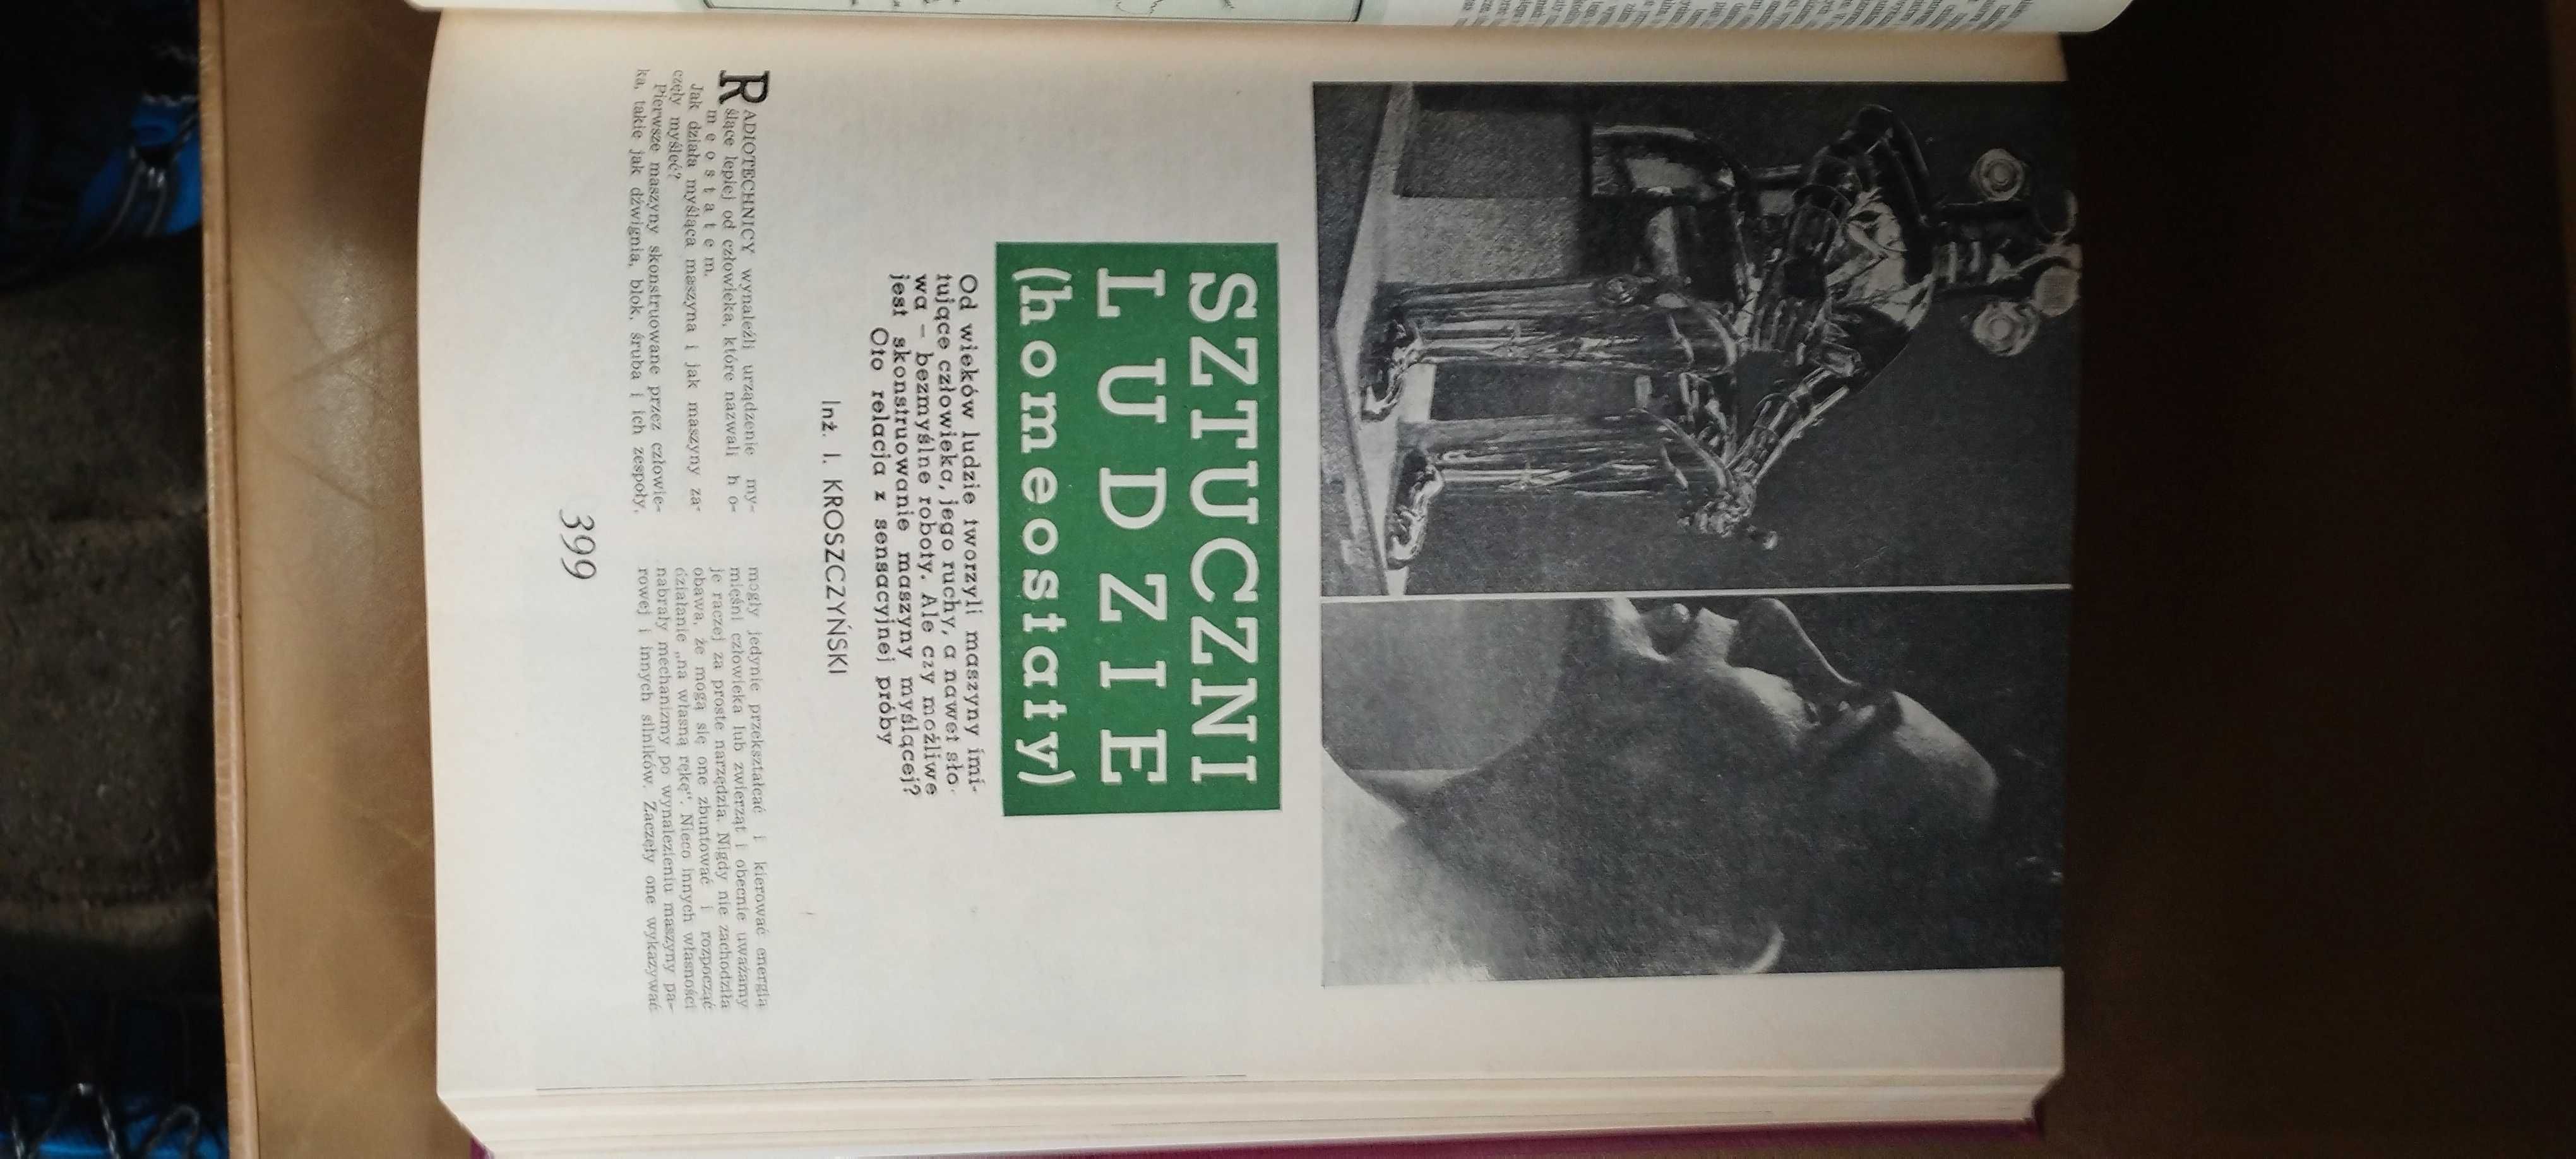 SZTUCZNI
LUDZIE
(homeostaty)
Od wieków ludzie tworzyli maszyny imi-
tujące człowieka, jego ruchy, a nawet sło-
wa – bezmyślne roboty. Ale czy możliwe
jest skonstruowanie maszyny myślącej?
Oto relacja z sensacyjnej próby
Inż. I. KROSZCZYŃSKI
RADIOTECHNICY wynaleźli urządzenie my-
ślące lepiej od człowieka, które nazwali h o-
m e o s t a t e m.
Jak działa myśląca maszyna i jak maszyny za-
częły myśleć?
Pierwsze maszyny skonstruowane przez człowie-
ka, takie jak dźwignia, blok, śruba i ich zespoły,
mogły jedynie przekształcać i kierować energią
mięśni człowieka lub zwierząt i obecnie uważamy
je raczej za proste narzędzia. Nigdy nie zachodziła
obawa, że mogą się one zbuntować i rozpocząć
działanie „na własną rękę". Nieco innych własności
nabrały mechanizmy po wynalezieniu maszyny pa-
rowej i innych silników. Zaczęły one wykazywać
399